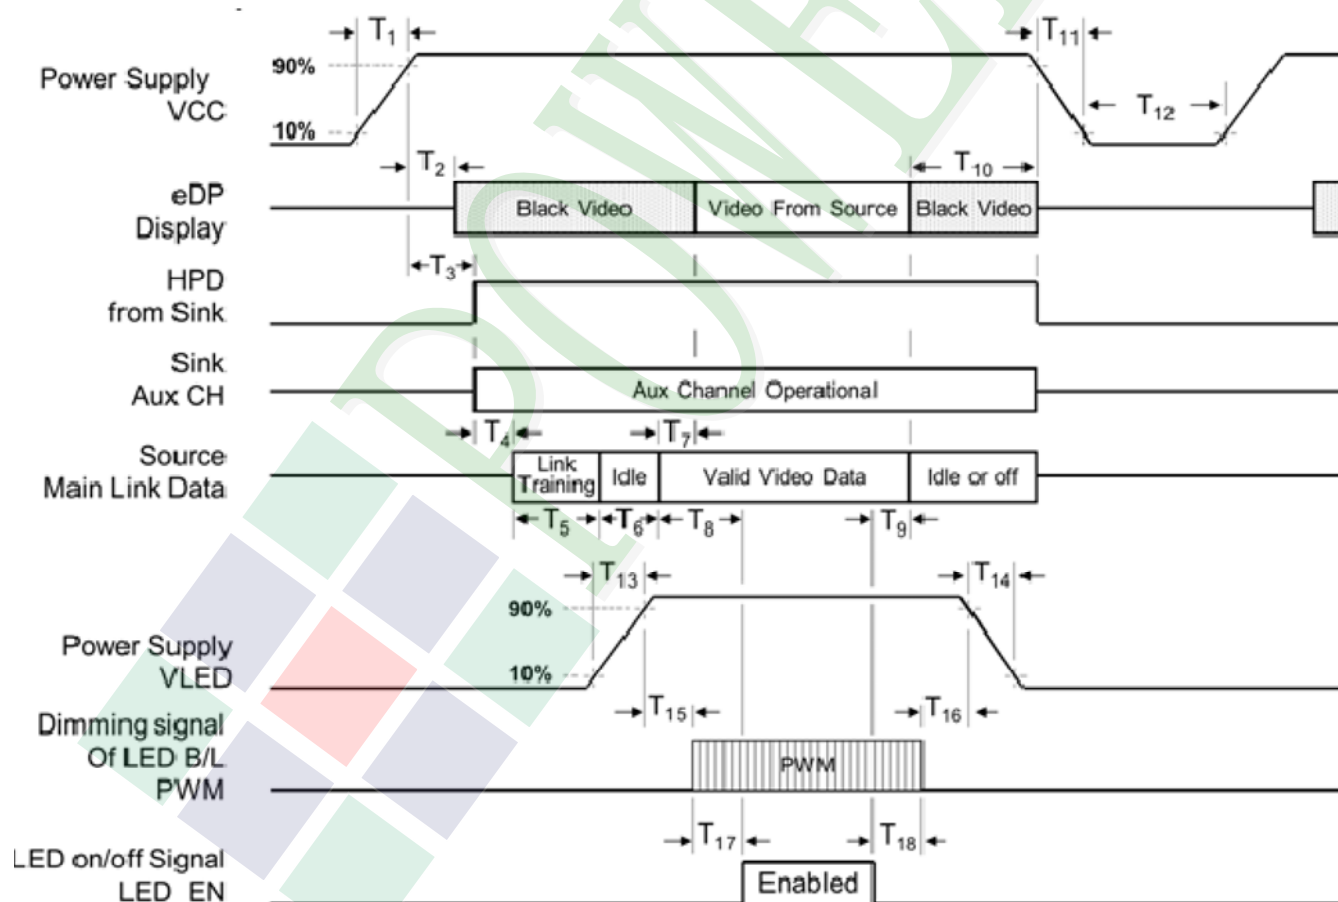 T1
T11
90%
Power Supply
VCC
T12
10%
T2
T10
eDP
Display
Black Video
Video From Source
Black Video
T3
HPD
from Sink
Sink
Aux CH
Aux Channel Operational
T4
T7
Source
Main Link Data
Link
Training
Idle
Valid Video Data
Idle or off
T5
T6
T8
T9
T13
T14
90%
Power Supply
VLED
10%
T15
T16
Dimming signal
Of LED B/L
PWM
PWM
T17
T18
LED on/off Signal
LED EN
Enabled
POWE